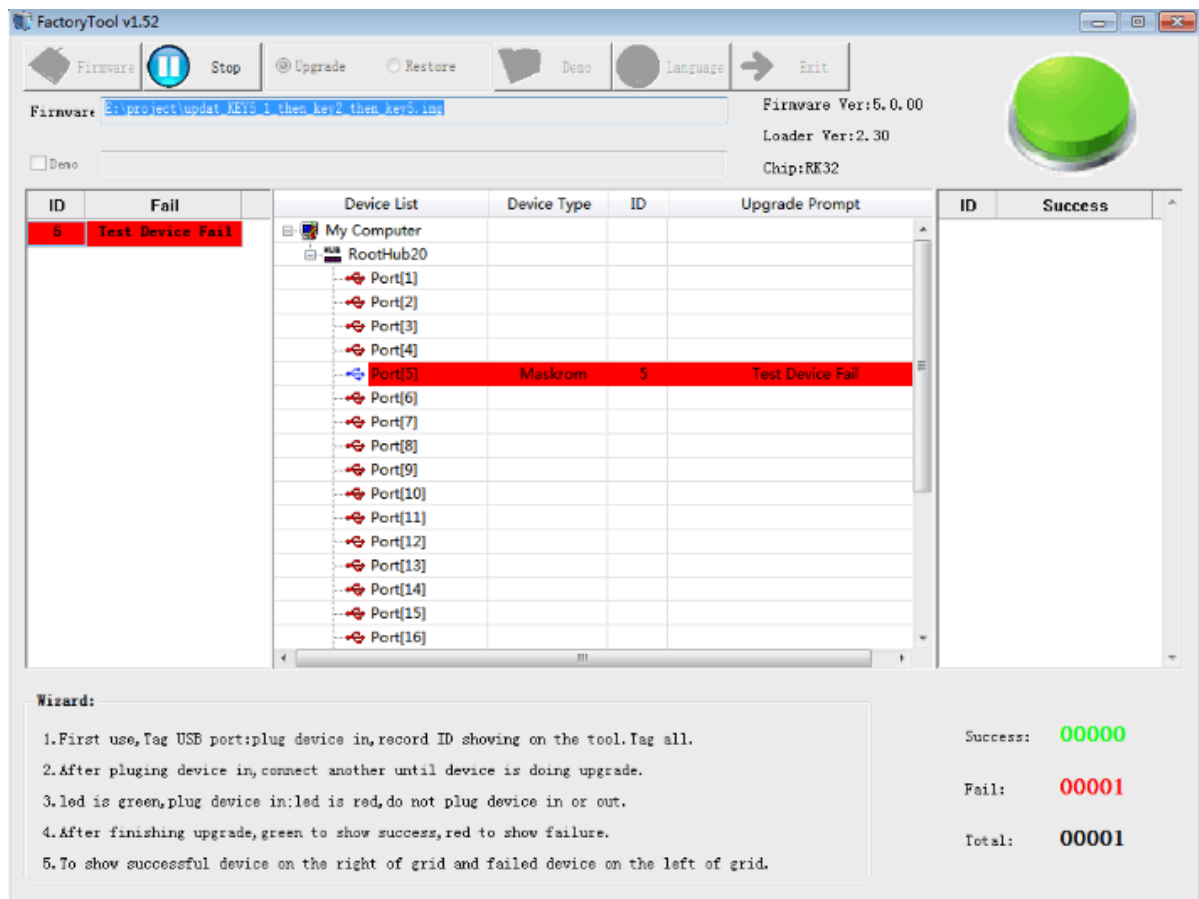 FactoryTool v1.52
Firmware Stop Upgrade Restore Demo Language Exit
Firmware E:\project\updat_KEY5_1_then_key2_then_key5.img
Firmware Ver:5.0.00
Loader Ver:2.30
Demo
Chip:RK32
ID Fail
5 Test Device Fail
Device List Device Type ID Upgrade Prompt
My Computer
HUB RootHub20
Port[1]
Port[2]
Port[3]
Port[4]
Port[5] Maskrom 5 Test Device Fail
Port[6]
Port[7]
Port[8]
Port[9]
Port[10]
Port[11]
Port[12]
Port[13]
Port[14]
Port[15]
Port[16]
ID Success
Wizard:
1.First use,Tag USB port:plug device in,record ID showing on the tool.Tag all.
2.After pluging device in,connect another until device is doing upgrade.
3.led is green,plug device in;led is red,do not plug device in or out.
4.After finishing upgrade,green to show success,red to show failure.
5.To show successful device on the right of grid and failed device on the left of grid.
Success: 00000
Fail: 00001
Total: 00001